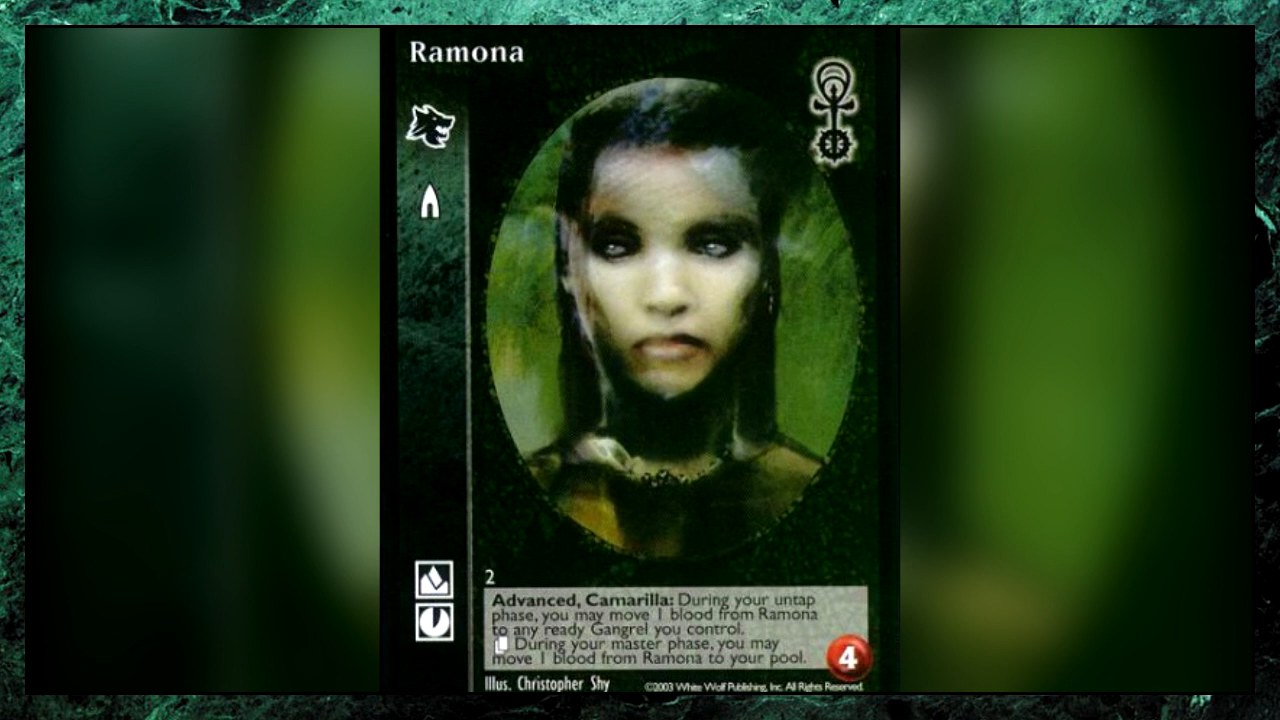 Ramona
2
Advanced, Camarilla: During your untap
phase, you may move 1 blood from Ramona
to any ready Gangrel you control.
During your master phase, you may
move 1 blood from Ramona to your pool.
4
Illus. Christopher Shy
©2003 White Wolf Publishing, Inc. All Rights Reserved.